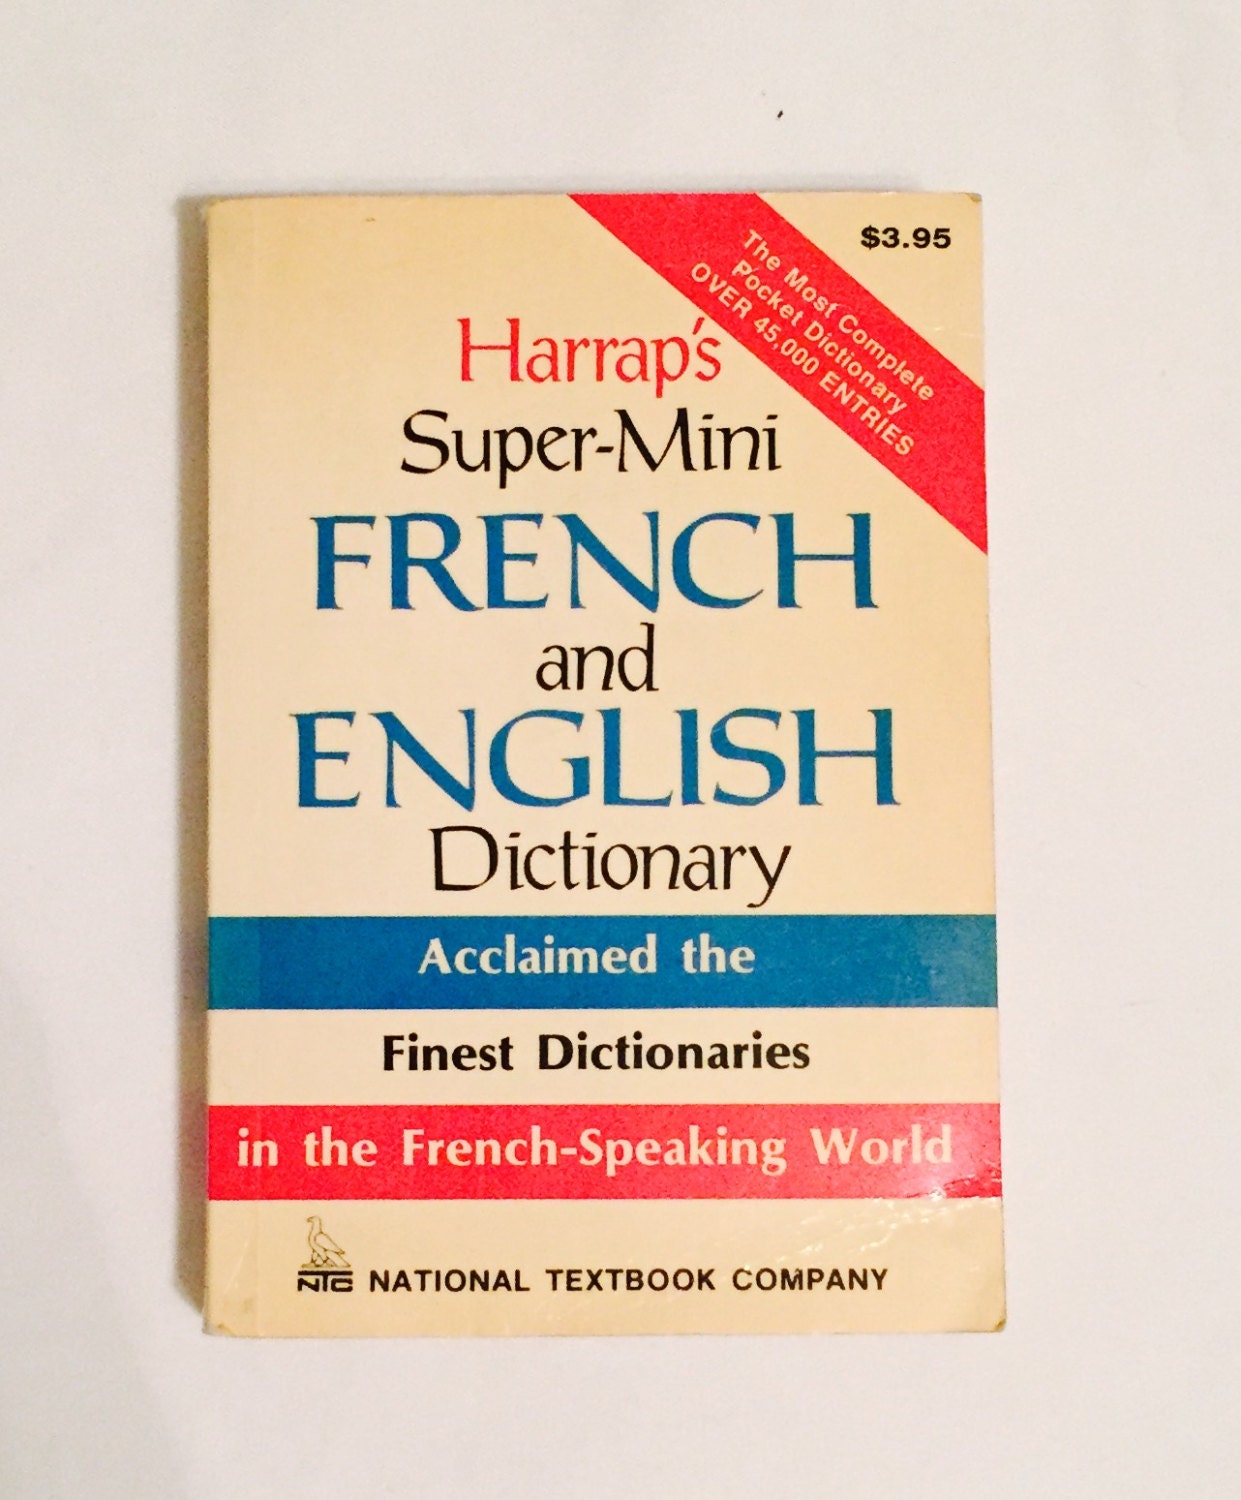 $3.95
The Most Complete
Pocket Dictionary
OVER 45,000 ENTRIES
Harrap's
Super-Mini
FRENCH
and
ENGLISH
Dictionary
Acclaimed the
Finest Dictionaries
in the French-Speaking World
NTC NATIONAL TEXTBOOK COMPANY